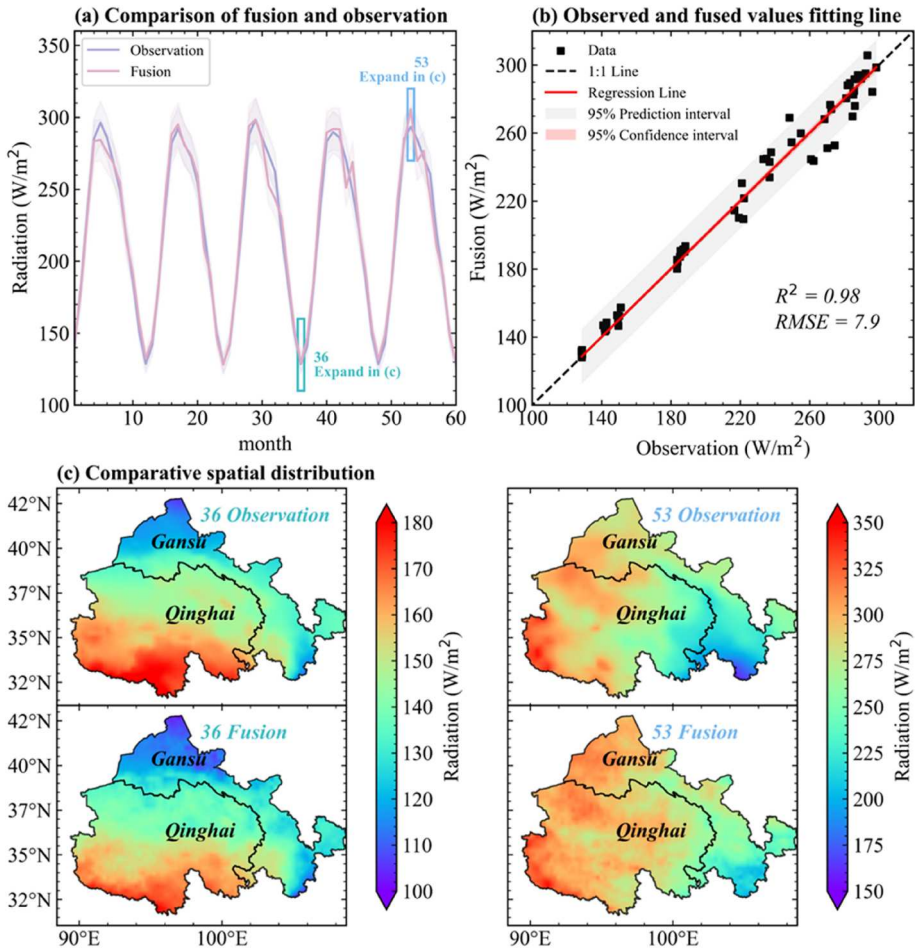 (a) Comparison of fusion and observation
350
300
250
200
150
100
Radiation (W/m²)
Observation
Fusion
53
Expand in (c)
36
Expand in (c)
10
20
30
40
50
60
month
(b) Observed and fused values fitting line
300
260
220
180
140
100
Fusion (W/m²)
Data
1:1 Line
Regression Line
95% Prediction interval
95% Confidence interval
R² = 0.98
RMSE = 7.9
100
140
180
220
260
300
Observation (W/m²)
(c) Comparative spatial distribution
42°N
40°N
37°N
35°N
32°N
36 Observation
Gansu
Qinghai
42°N
40°N
37°N
35°N
32°N
36 Fusion
Gansu
Qinghai
90°E
100°E
180
170
160
150
140
130
120
110
100
Radiation (W/m²)
53 Observation
Gansu
Qinghai
53 Fusion
Gansu
Qinghai
90°E
100°E
350
325
300
275
250
225
200
175
150
Radiation (W/m²)